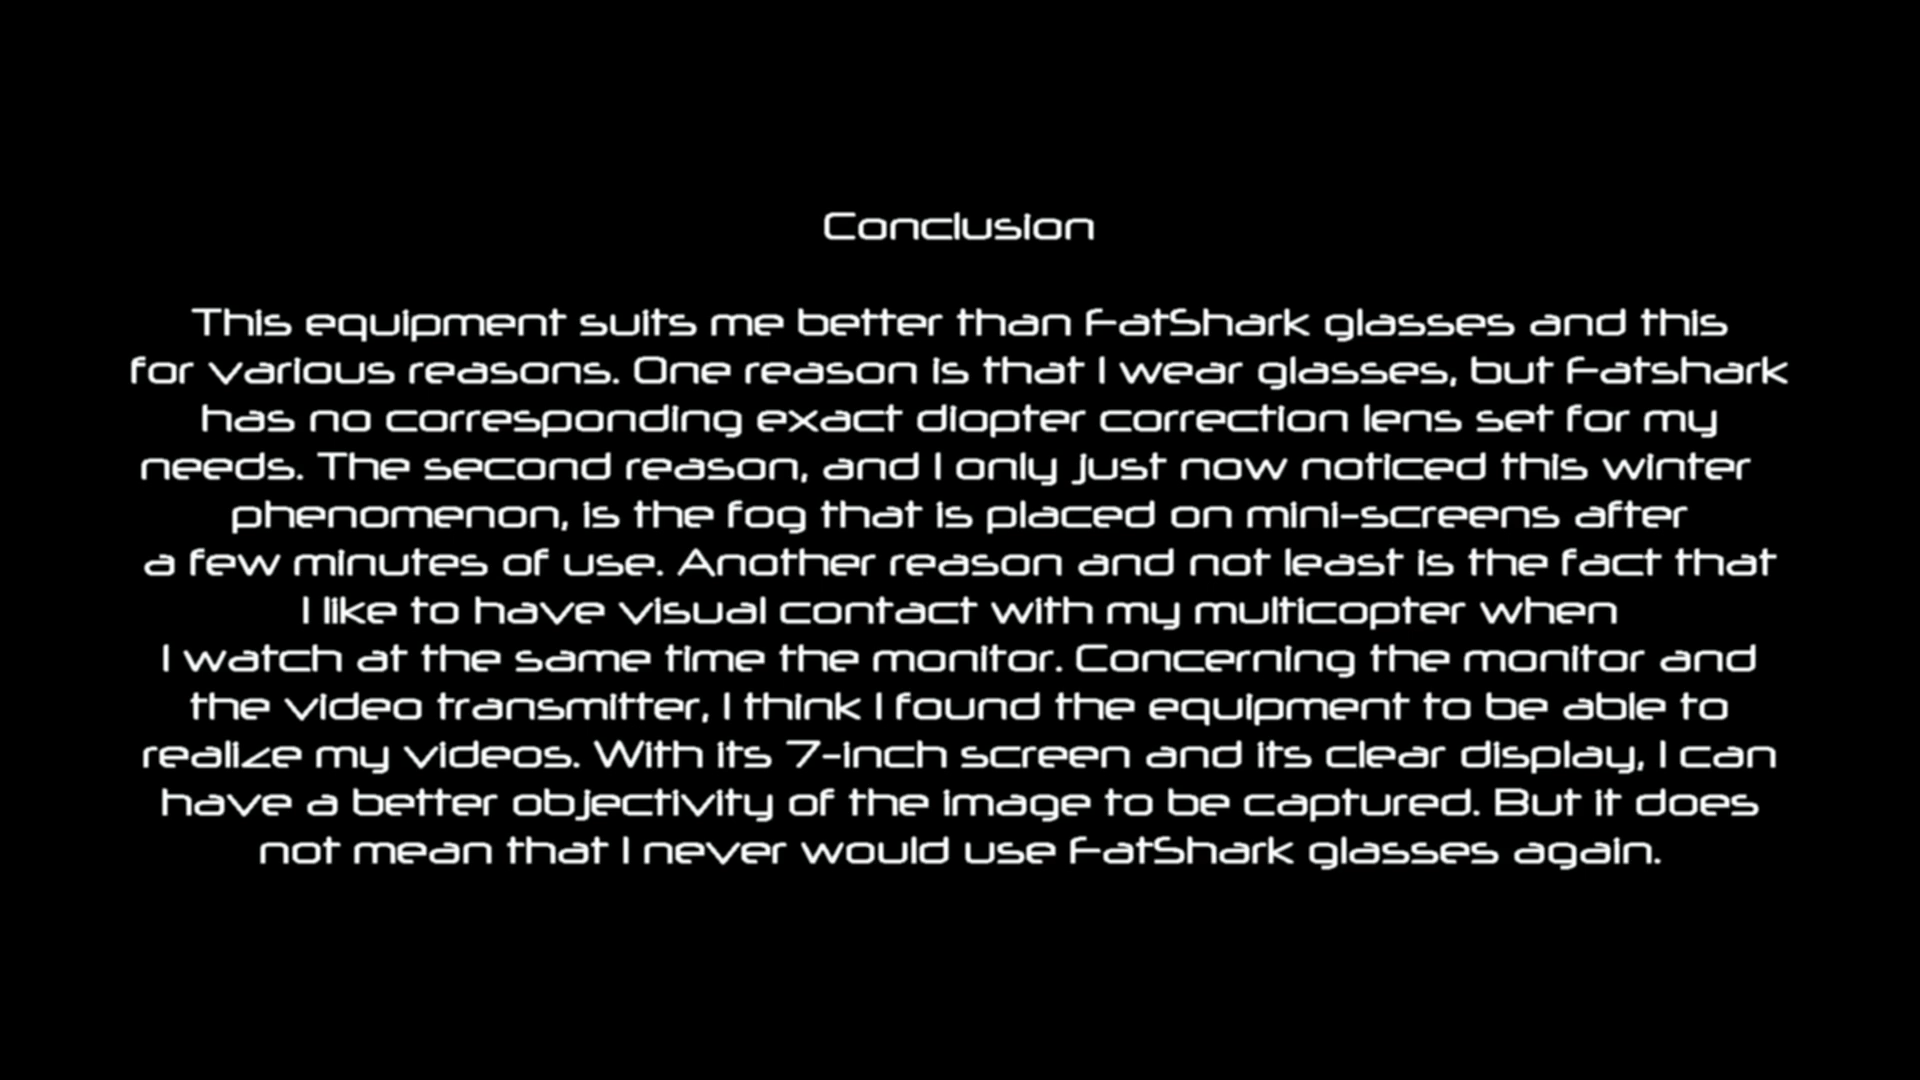 Conclusion
This equipment suits me better than FatShark glasses and this
for various reasons. One reason is that I wear glasses, but Fatshark
has no corresponding exact diopter correction lens set for my
needs. The second reason, and I only just now noticed this winter
phenomenon, is the fog that is placed on mini-screens after
a few minutes of use. Another reason and not least is the fact that
I like to have visual contact with my multicopter when
I watch at the same time the monitor. Concerning the monitor and
the video transmitter, I think I found the equipment to be able to
realize my videos. With its 7-inch screen and its clear display, I can
have a better objectivity of the image to be captured. But it does
not mean that I never would use FatShark glasses again.